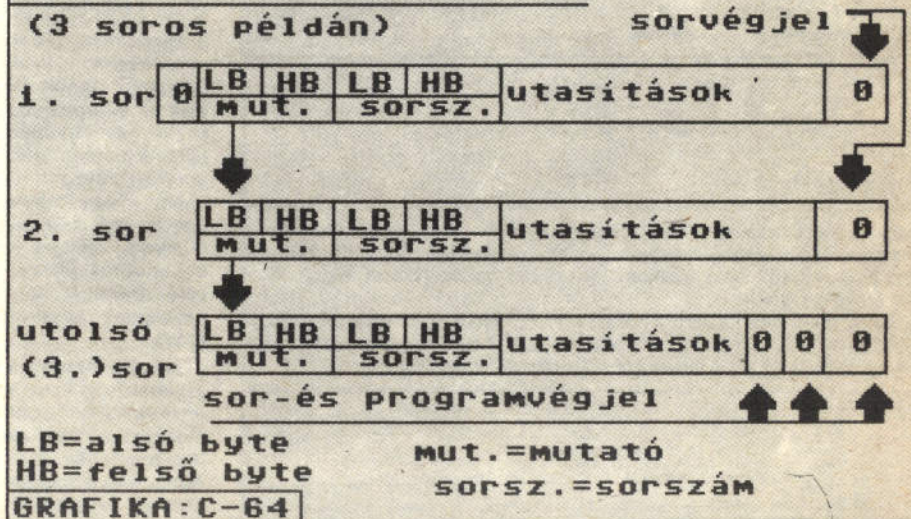 (3 soros példán)
sorvégjel
1. sor 0 LB HB LB HB utasítások 0
mut. sorsz.
2. sor LB HB LB HB utasítások 0
mut. sorsz.
utolsó (3.)sor LB HB LB HB utasítások 0 0 0
mut. sorsz.
sor-és programvégjel
LB=alsó byte
HB=felső byte
mut.=mutató
sorsz.=sorszám
GRAFIKA:C-64